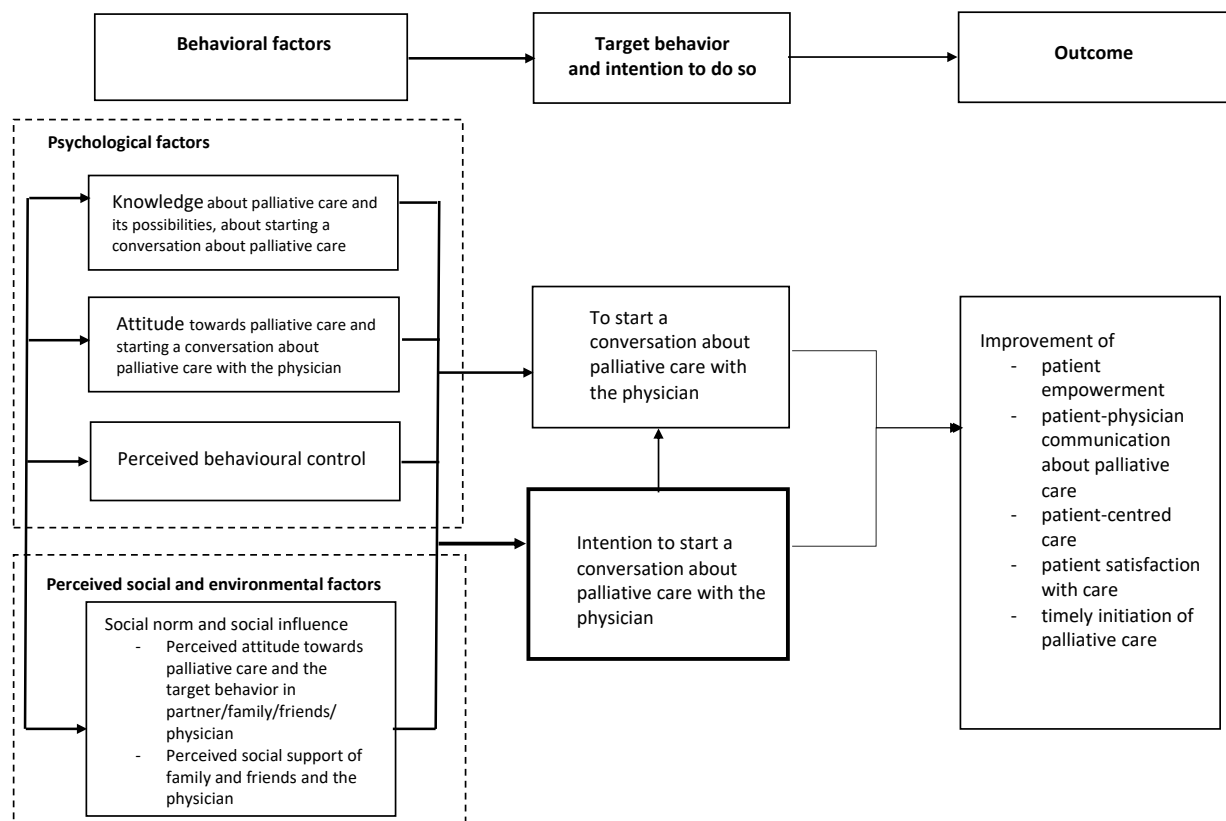 Behavioral factors
Target behavior
and intention to do so
Outcome
Psychological factors
Knowledge about palliative care and
its possibilities, about starting a
conversation about palliative care
Attitude towards palliative care and
starting a conversation about
palliative care with the physician
Perceived behavioural control
Perceived social and environmental factors
Social norm and social influence
- Perceived attitude towards
palliative care and the
target behavior in
partner/family/friends/
physician
- Perceived social support of
family and friends and the
physician
To start a
conversation about
palliative care with
the physician
Intention to start a
conversation about
palliative care with the
physician
Improvement of
- patient
empowerment
- patient-physician
communication
about palliative
care
- patient-centred
care
- patient satisfaction
with care
- timely initiation of
palliative care